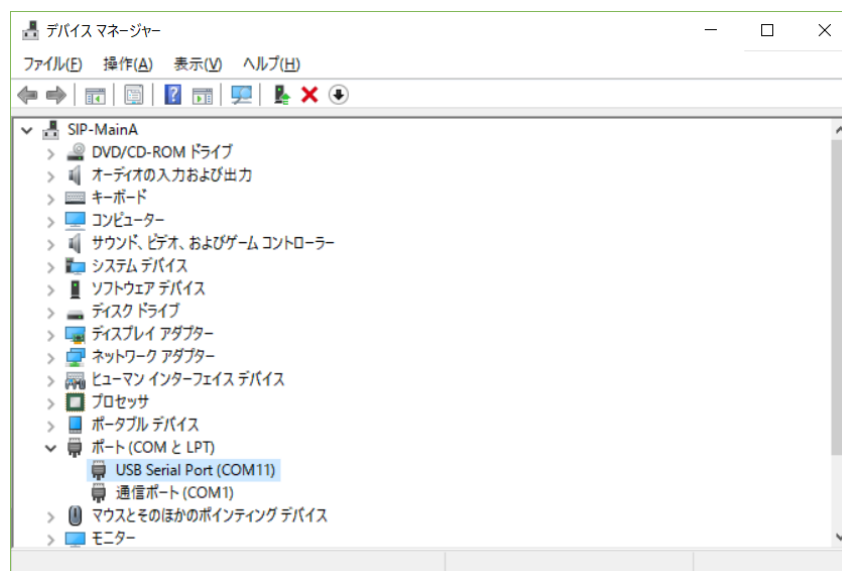 デバイス マネージャー
ファイル(F) 操作(A) 表示(V) ヘルプ(H)
SIP-MainA
DVD/CD-ROM ドライブ
オーディオの入力および出力
キーボード
コンピューター
サウンド、ビデオ、およびゲーム コントローラー
システム デバイス
ソフトウェア デバイス
ディスク ドライブ
ディスプレイ アダプター
ネットワーク アダプター
ヒューマン インターフェイス デバイス
プロセッサ
ポータブル デバイス
ポート (COM と LPT)
USB Serial Port (COM11)
通信ポート (COM1)
マウスとそのほかのポインティング デバイス
モニター